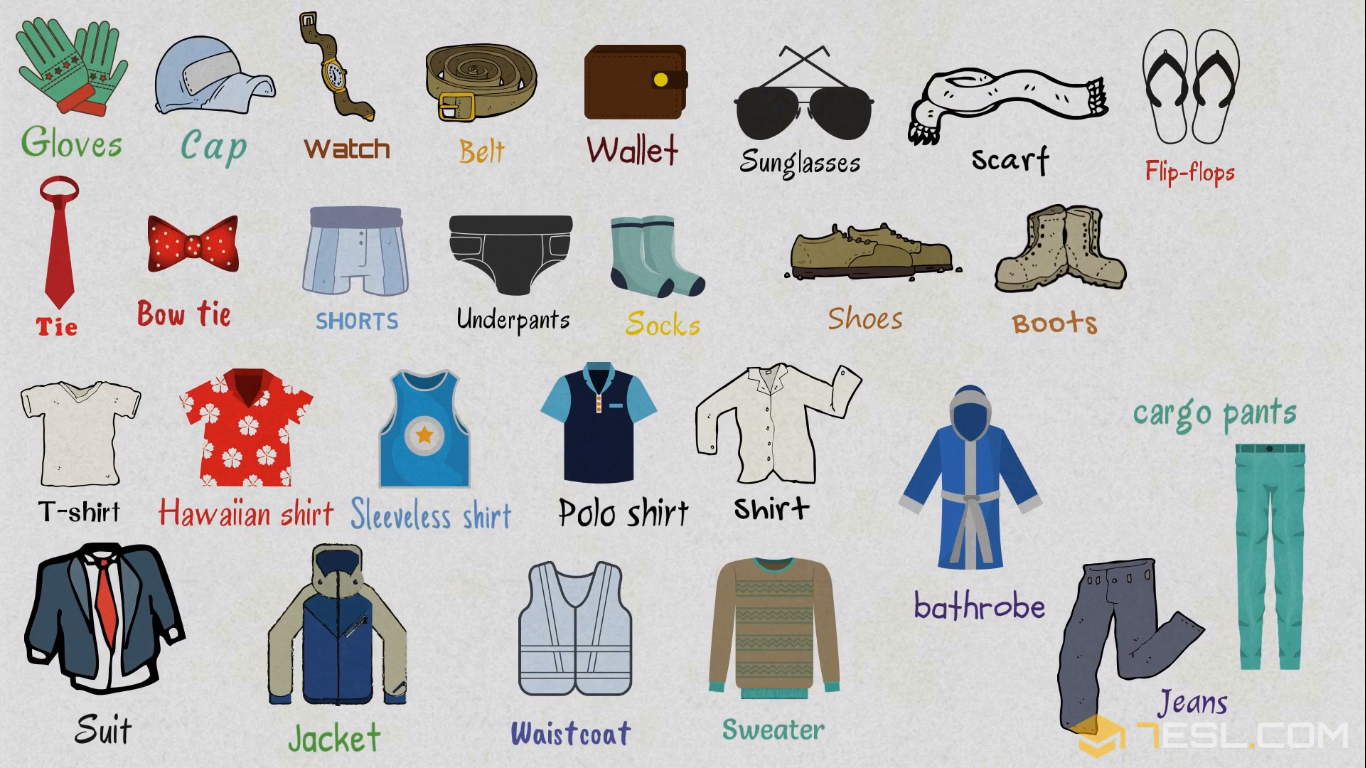 Gloves
Cap
Watch
Belt
Wallet
Sunglasses
scarf
Flip-flops
Tie
Bow tie
SHORTS
Underpants
Socks
Shoes
BOOTS
T-shirt
Hawaiian shirt
Sleeveless shirt
Polo shirt
Shirt
cargo pants
bathrobe
Suit
Jacket
Waistcoat
Sweater
Jeans
7ESL.COM